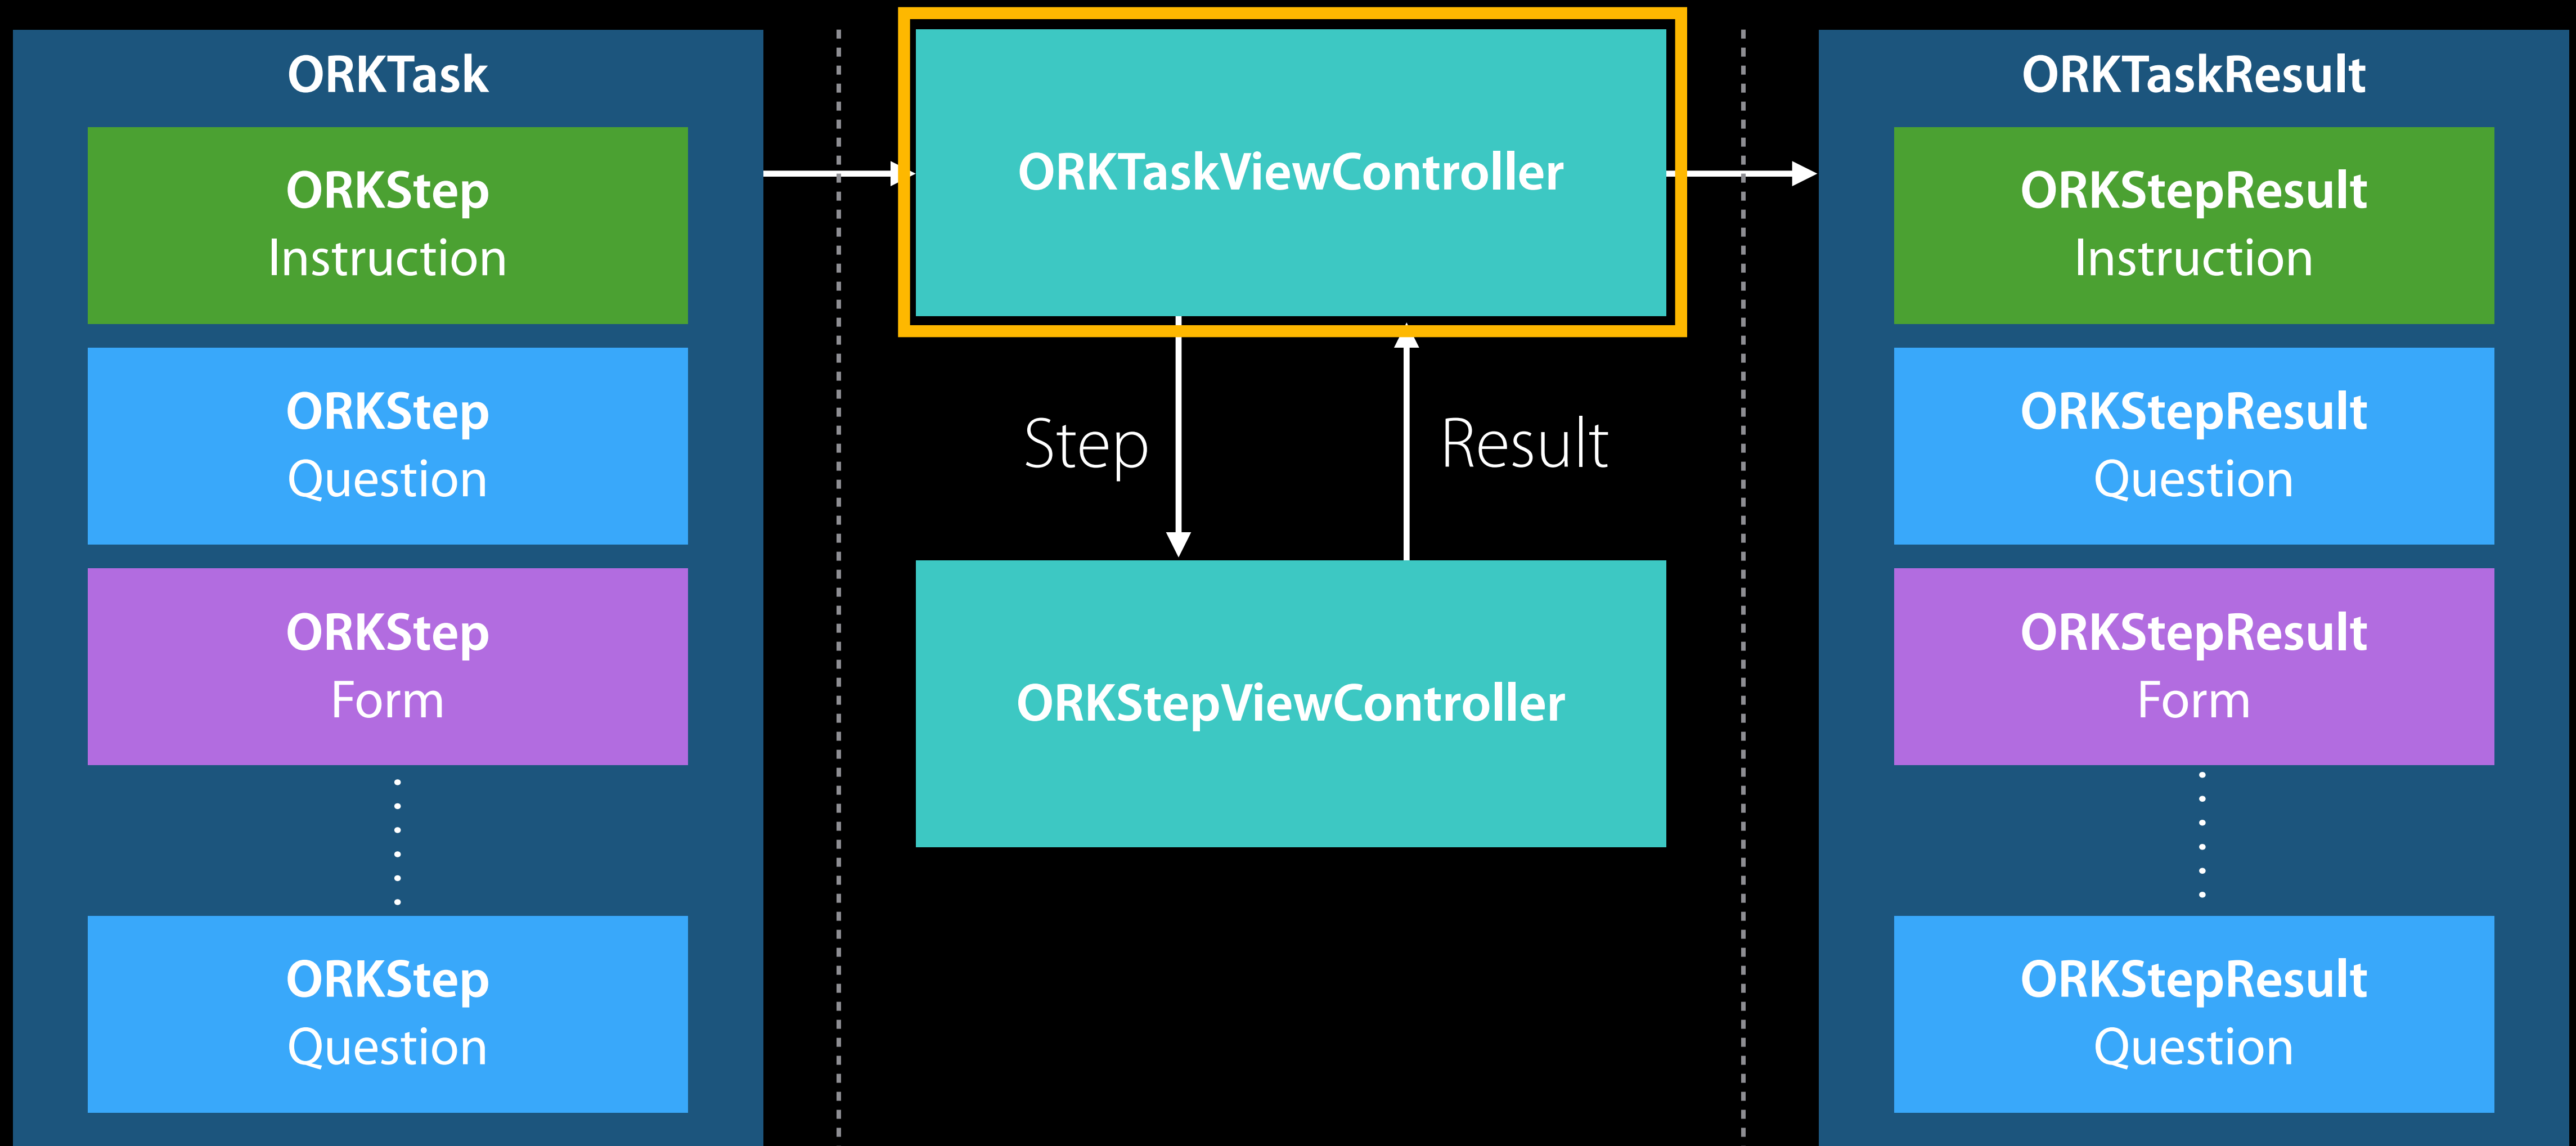 ORKTask
ORKStep
Instruction
ORKStep
Question
ORKStep
Form
ORKStep
Question
ORKTaskViewController
Step
Result
ORKStepViewController
ORKTaskResult
ORKStepResult
Instruction
ORKStepResult
Question
ORKStepResult
Form
ORKStepResult
Question